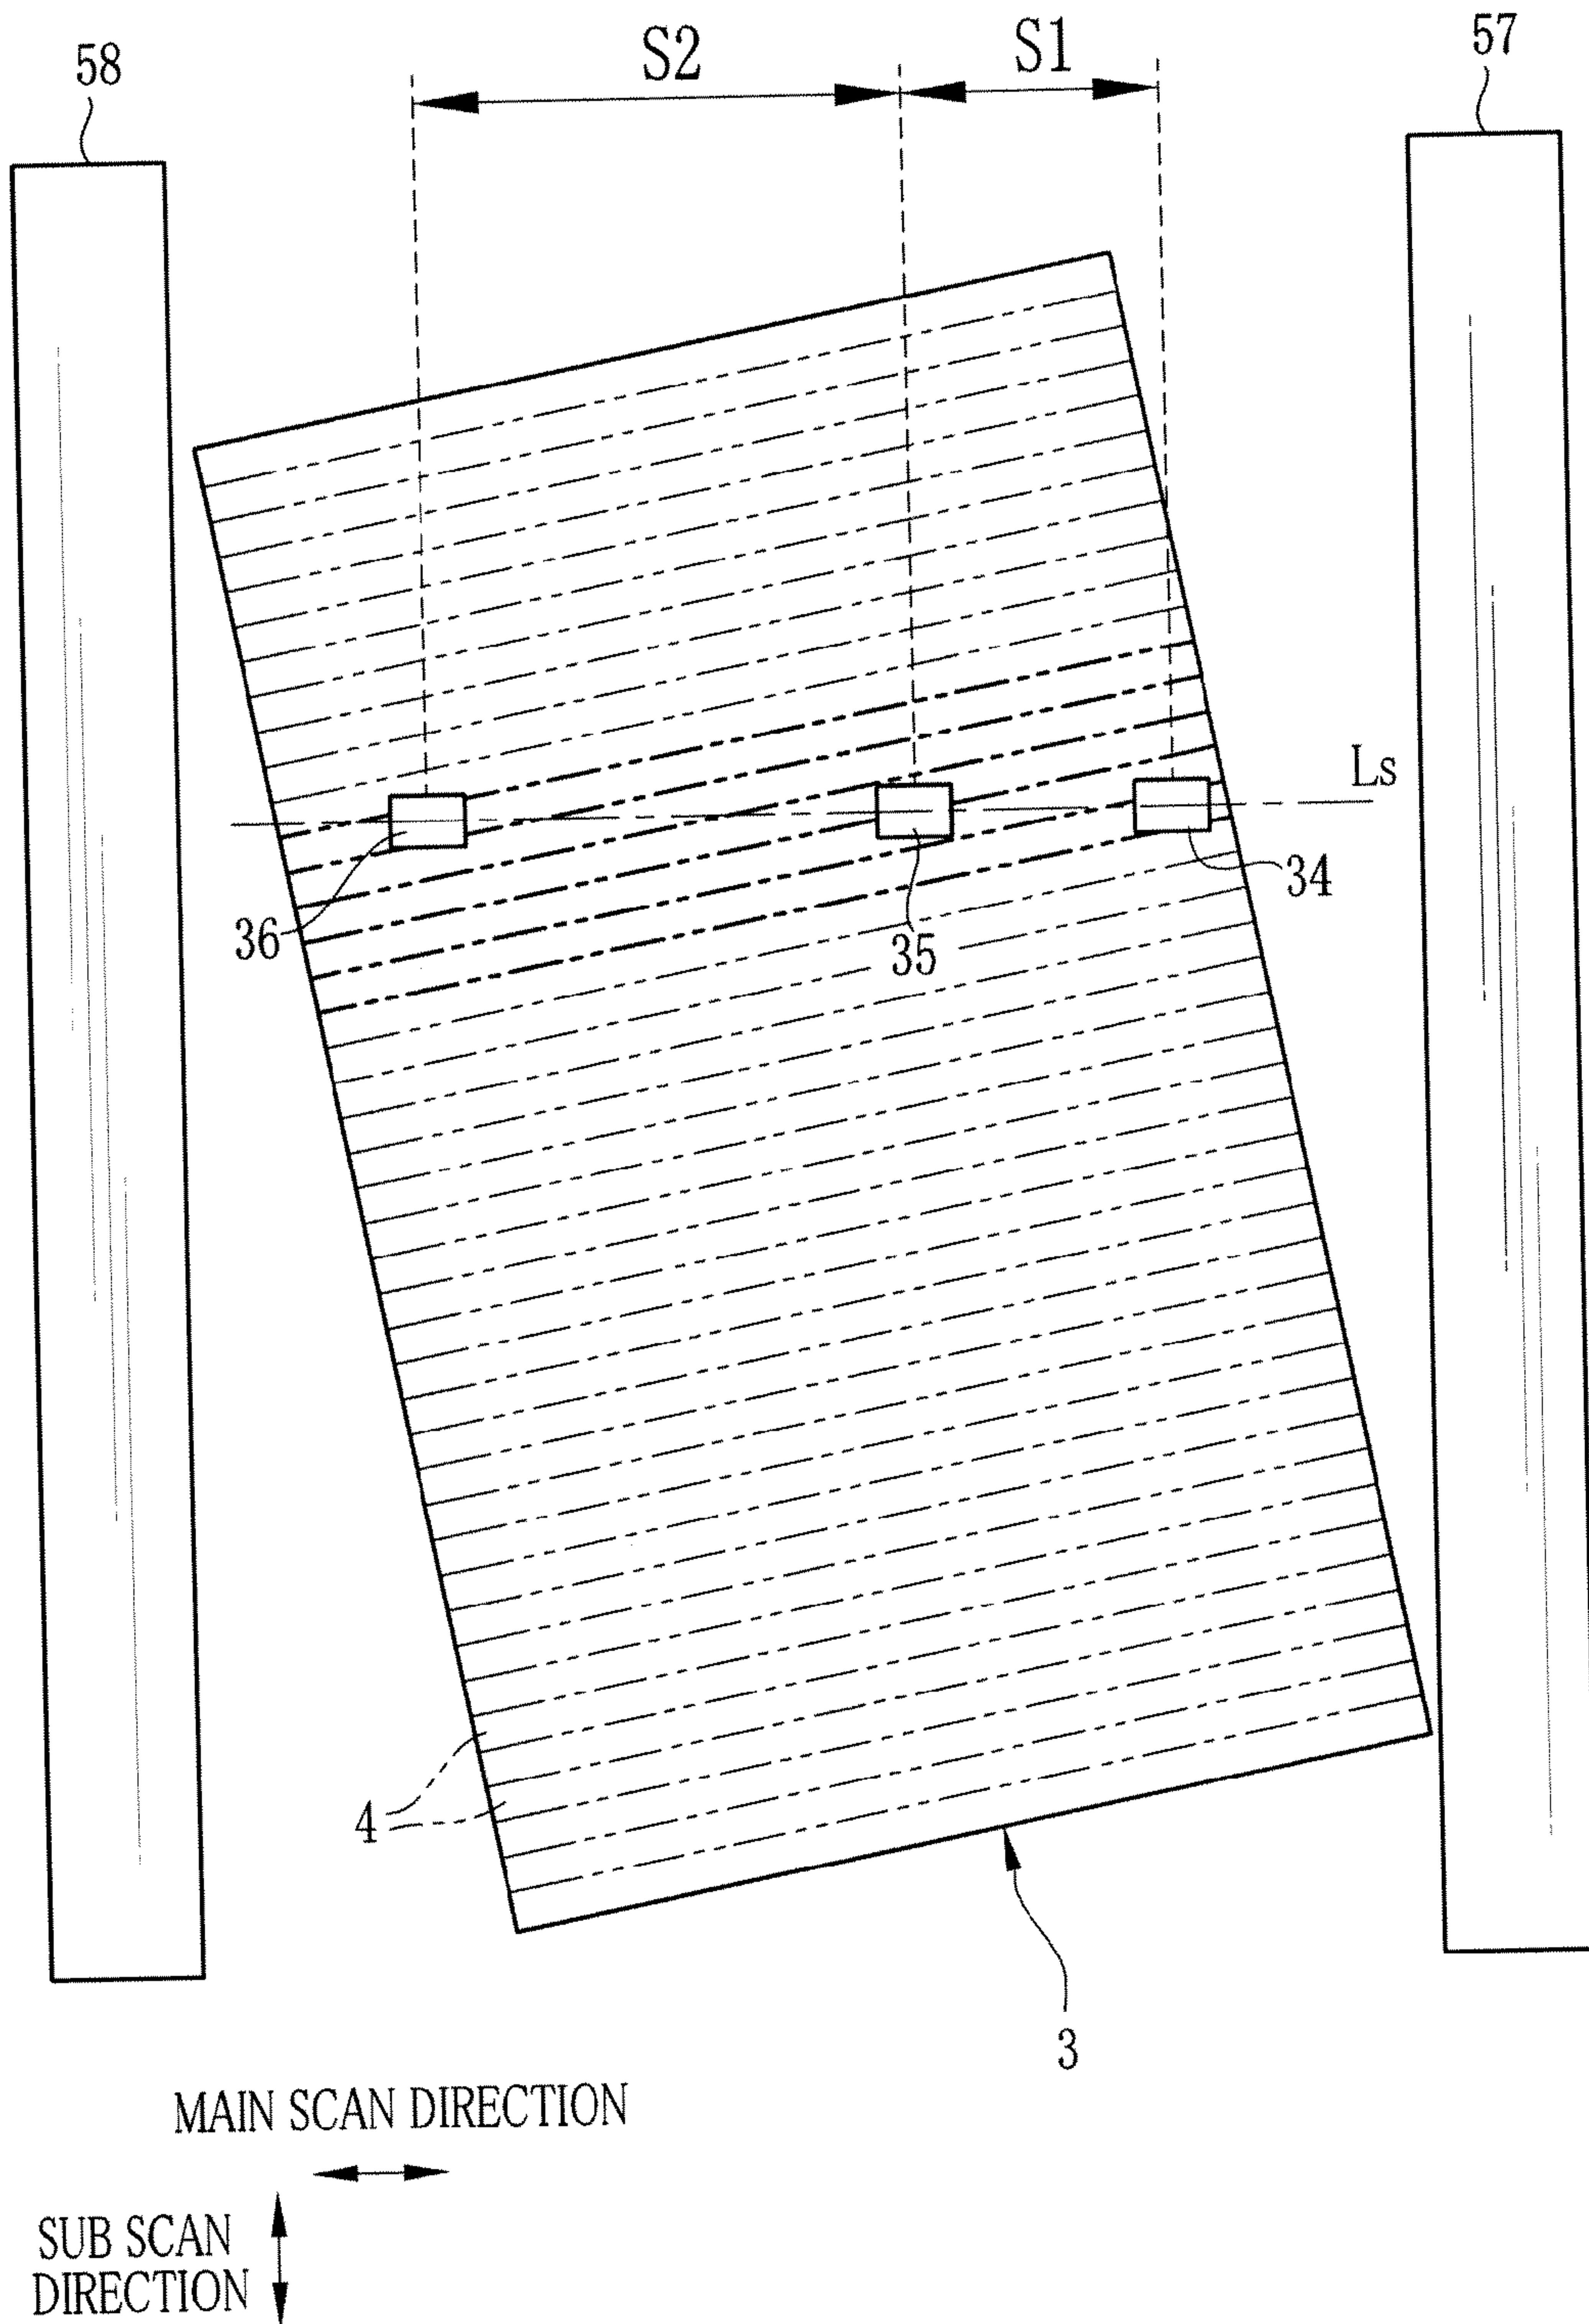 58
S2
S1
57
Ls
36
35
34
4
3
MAIN SCAN DIRECTION
SUB SCAN
DIRECTION